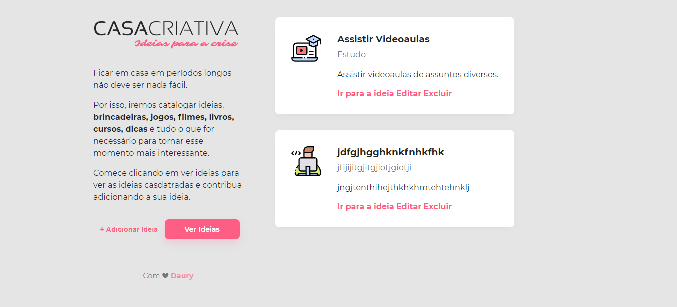 CASACRIATIVA
Ideias para a crise
Ficar em casa em períodos longos
não deve ser nada fácil.
Por isso, iremos catalogar ideias,
brincadeiras, jogos, filmes, livros,
cursos, dicas e tudo o que for
necessário para tornar esse
momento mais interessante.
Comece clicando em ver ideias para
ver as ideias casdatradas e contribua
adicionando a sua ideia.
+ Adicionar Ideia Ver Ideias
Com ❤ Daury
Assistir Videoaulas
Estudo
Assistir videoaulas de assuntos diversos.
Ir para a ideia Editar Excluir
jdfgjhgghknkfnhkfhk
Ir para a ideia Editar Excluir